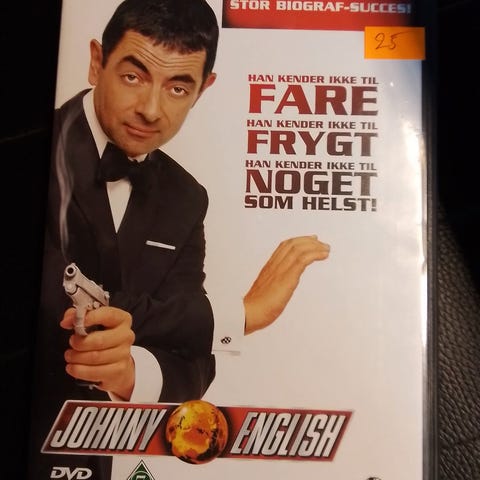 STOR BIOGRAF-SUCCES!
25
HAN KENDER IKKE TIL
FARE
HAN KENDER IKKE TIL
FRYGT
HAN KENDER IKKE TIL
NOGET
SOM HELST!
JOHNNY ENGLISH
DVD
7